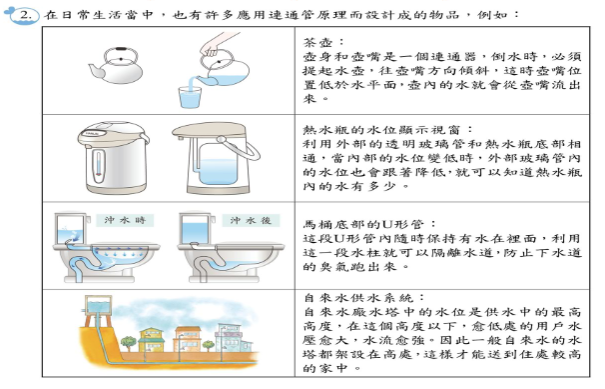 2. 在日常生活當中，也有許多應用連通管原理而設計成的物品，例如：
茶壺：
壺身和壺嘴是一個連通器，倒水時，必須
提起水壺，往壺嘴方向傾斜，這時壺嘴位
置低於水平面，壺內的水就會從壺嘴流出
來。
熱水瓶的水位顯示視窗：
利用外部的透明玻璃管和熱水瓶底部相
通，當內部的水位變低時，外部玻璃管內
的水位也會跟著降低，就可以知道熱水瓶
內的水有多少。
沖水時
沖水後
馬桶底部的U形管：
這段U形管內隨時保持有水在裡面，利用
這一段水柱就可以隔離水道，防止下水道
的臭氣跑出來。
自來水供水系統：
自來水廠水塔中的水位是供水中的最高
高度，在這個高度以下，愈低處的用戶水
壓愈大，水流愈強。因此一般自來水的水
塔都架設在高處，這樣才能送到住處較高
的家中。